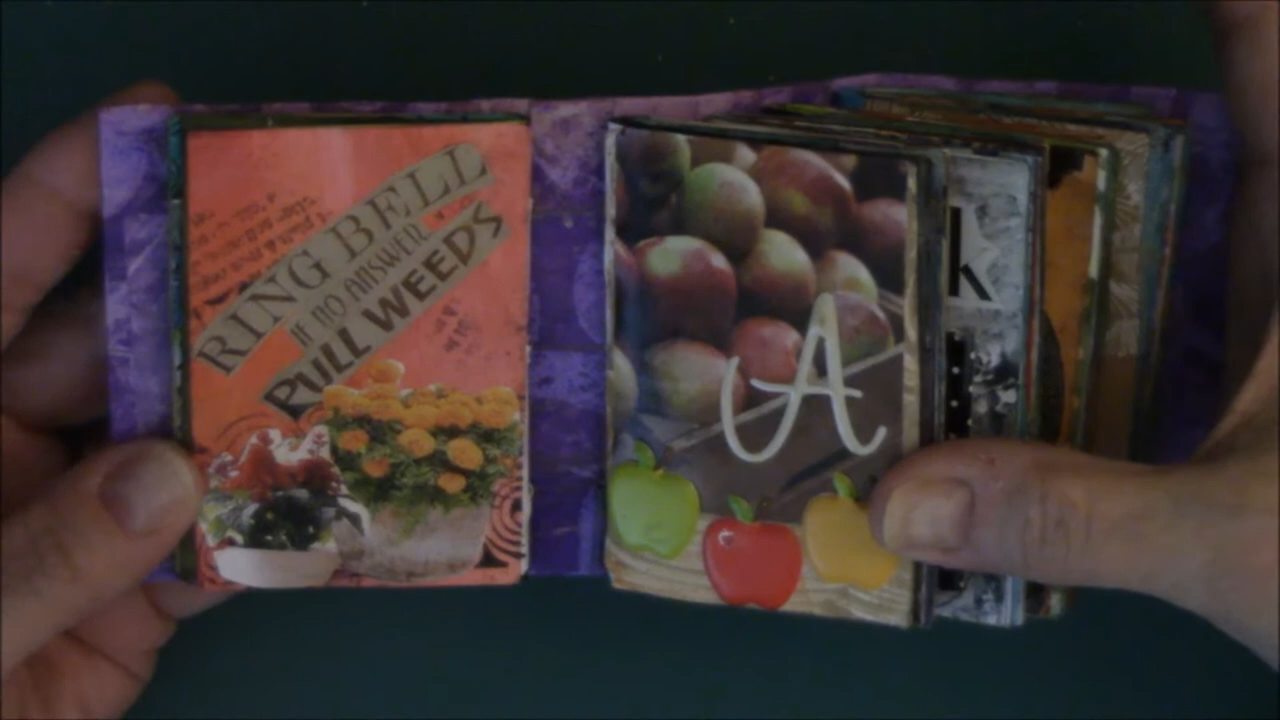 RING BELL
IF NO ANSWER
PULL WEEDS
A
k